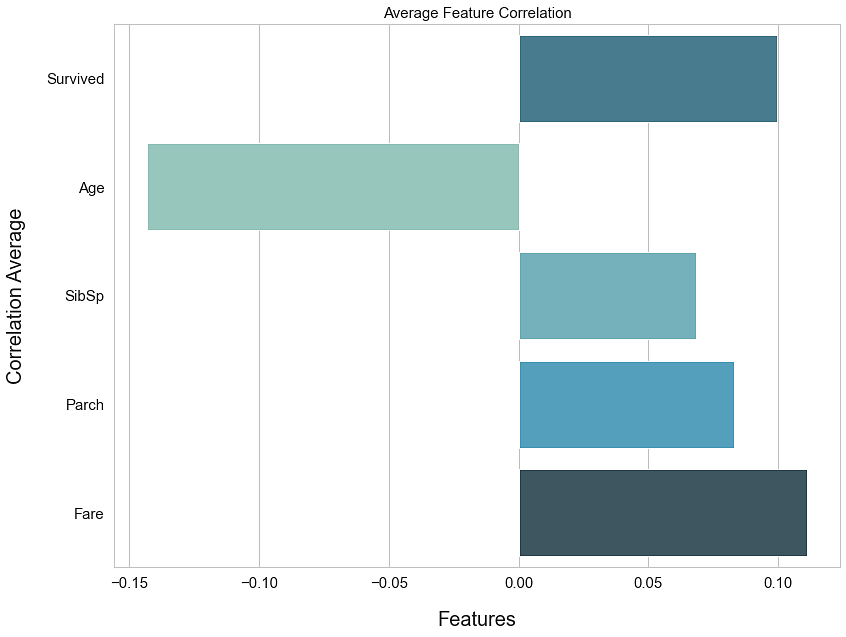 Average Feature Correlation
Survived
Age
SibSp
Parch
Fare
Correlation Average
−0.15 −0.10 −0.05 0.00 0.05 0.10
Features